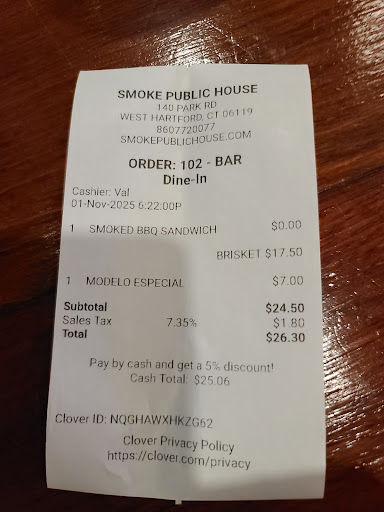 SMOKE PUBLIC HOUSE
140 PARK RD
WEST HARTFORD, CT 06119
8607720077
SMOKEPUBLICHOUSE.COM
ORDER: 102 - BAR
Dine-In
Cashier: Val
01-Nov-2025 6:22:00P
1 SMOKED BBQ SANDWICH $0.00
BRISKET $17.50
1 MODELO ESPECIAL $7.00
Subtotal $24.50
Sales Tax 7.35% $1.80
Total $26.30
Pay by cash and get a 5% discount!
Cash Total: $25.06
Clover ID: NQGHAWXHKZG62
Clover Privacy Policy
https://clover.com/privacy